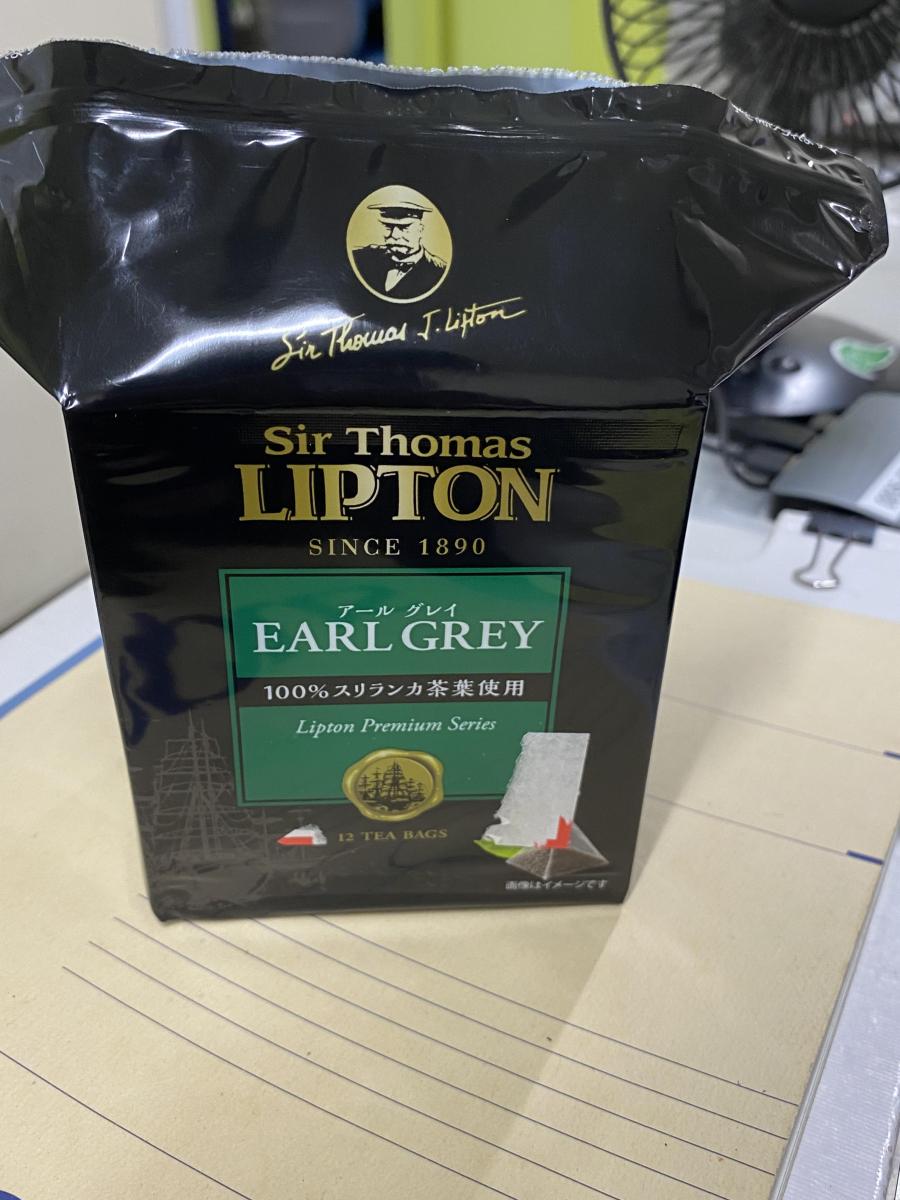 Sir Thomas J. Lipton
Sir Thomas
LIPTON
SINCE 1890
アール グレイ
EARL GREY
100%スリランカ茶葉使用
Lipton Premium Series
12 TEA BAGS
画像はイメージです